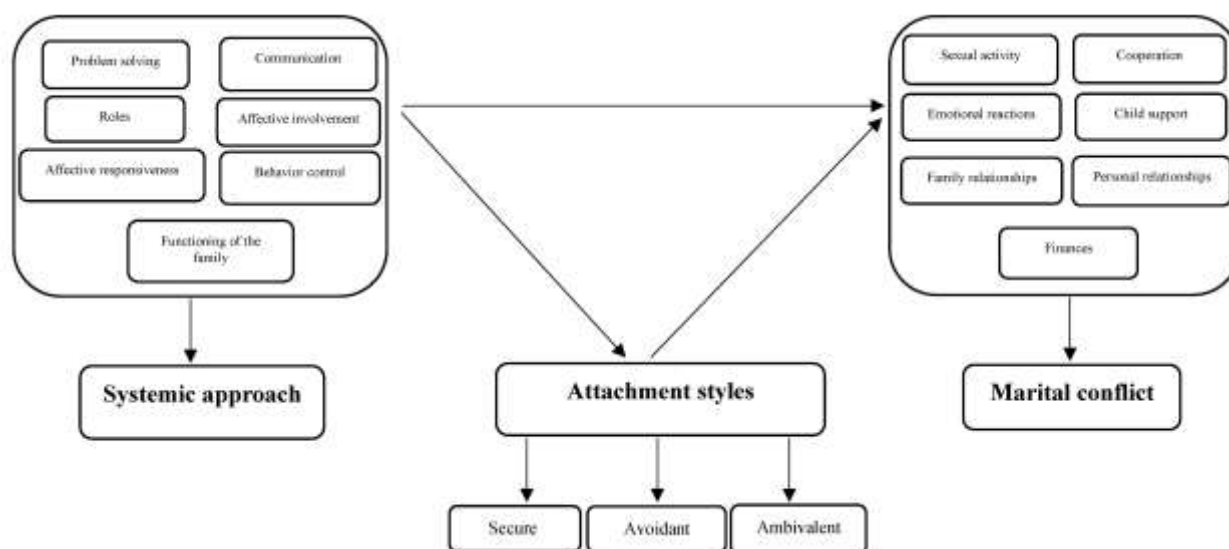 Problem solving
Communication
Roles
Affective involvement
Affective responsiveness
Behavior control
Functioning of the
family
Systemic approach
Attachment styles
Secure
Avoidant
Ambivalent
Sexual activity
Cooperation
Emotional reactions
Child support
Family relationships
Personal relationships
Finances
Marital conflict